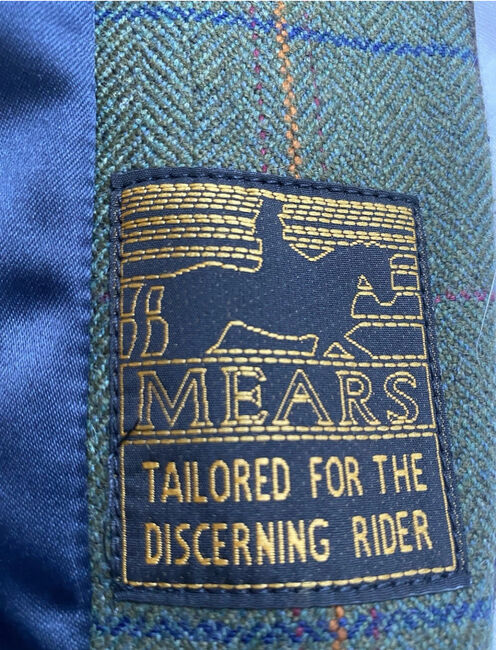 MEARS
TAILORED FOR THE
DISCERNING RIDER